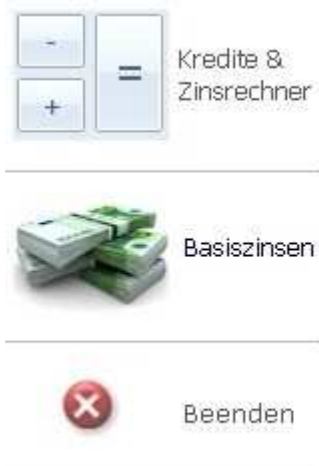 -
+
=
Kredite &
Zinsrechner
Basiszinsen
Beenden